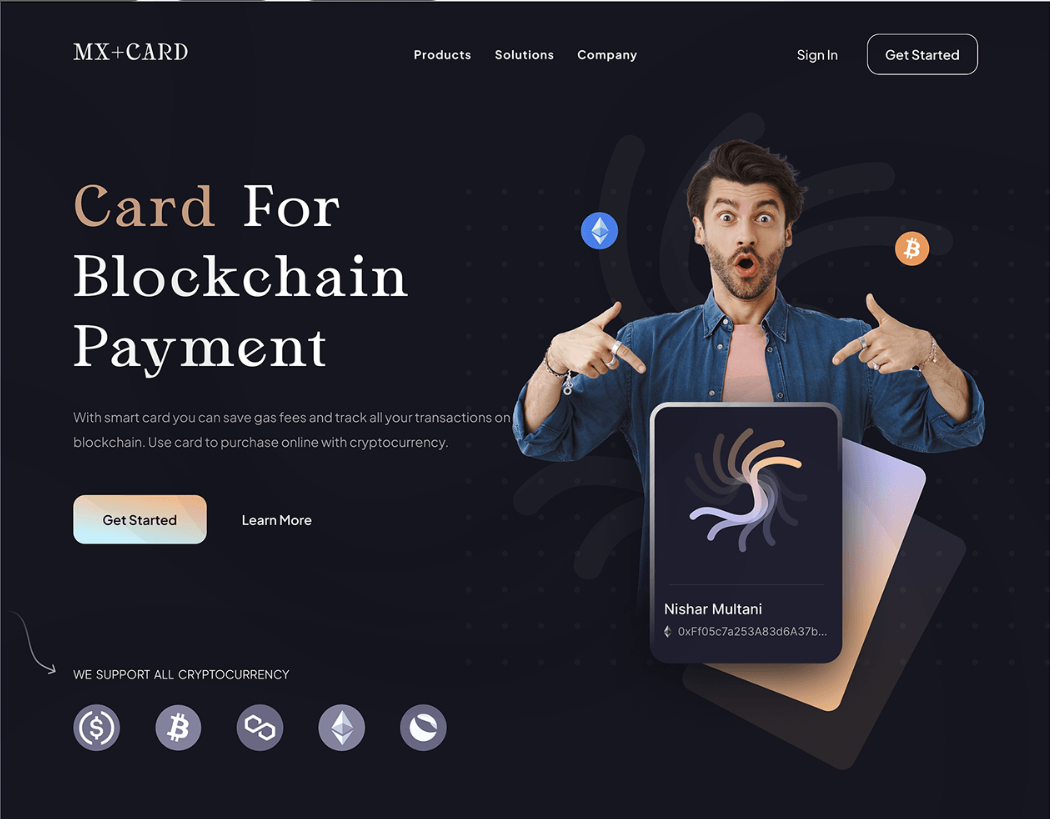 MX+CARD
Products Solutions Company
Sign In Get Started
Card For
Blockchain
Payment
With smart card you can save gas fees and track all your transactions on
blockchain. Use card to purchase online with cryptocurrency.
Get Started Learn More
Nishar Multani
0xFf05c7a253A83d6A37b...
WE SUPPORT ALL CRYPTOCURRENCY